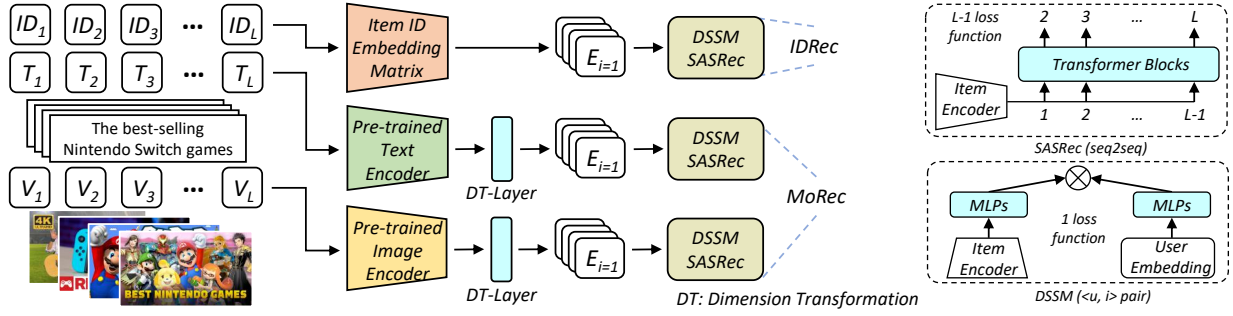 ID1 ID2 ID3 ... IDL
T1 T2 T3 ... TL
The best-selling
Nintendo Switch games
V1 V2 V3 ... VL
4K
BEST NINTENDO GAMES
Item ID
Embedding
Matrix
Ei=1
DSSM
SASRec
IDRec
Pre-trained
Text
Encoder
DT-Layer
Ei=1
DSSM
SASRec
MoRec
Pre-trained
Image
Encoder
DT-Layer
Ei=1
DSSM
SASRec
DT: Dimension Transformation
L-1 loss
function
2 3 ... L
Transformer Blocks
Item
Encoder
1 2 ... L-1
SASRec (seq2seq)
MLPs
MLPs
1 loss
function
Item
Encoder
User
Embedding
DSSM (<u, i> pair)